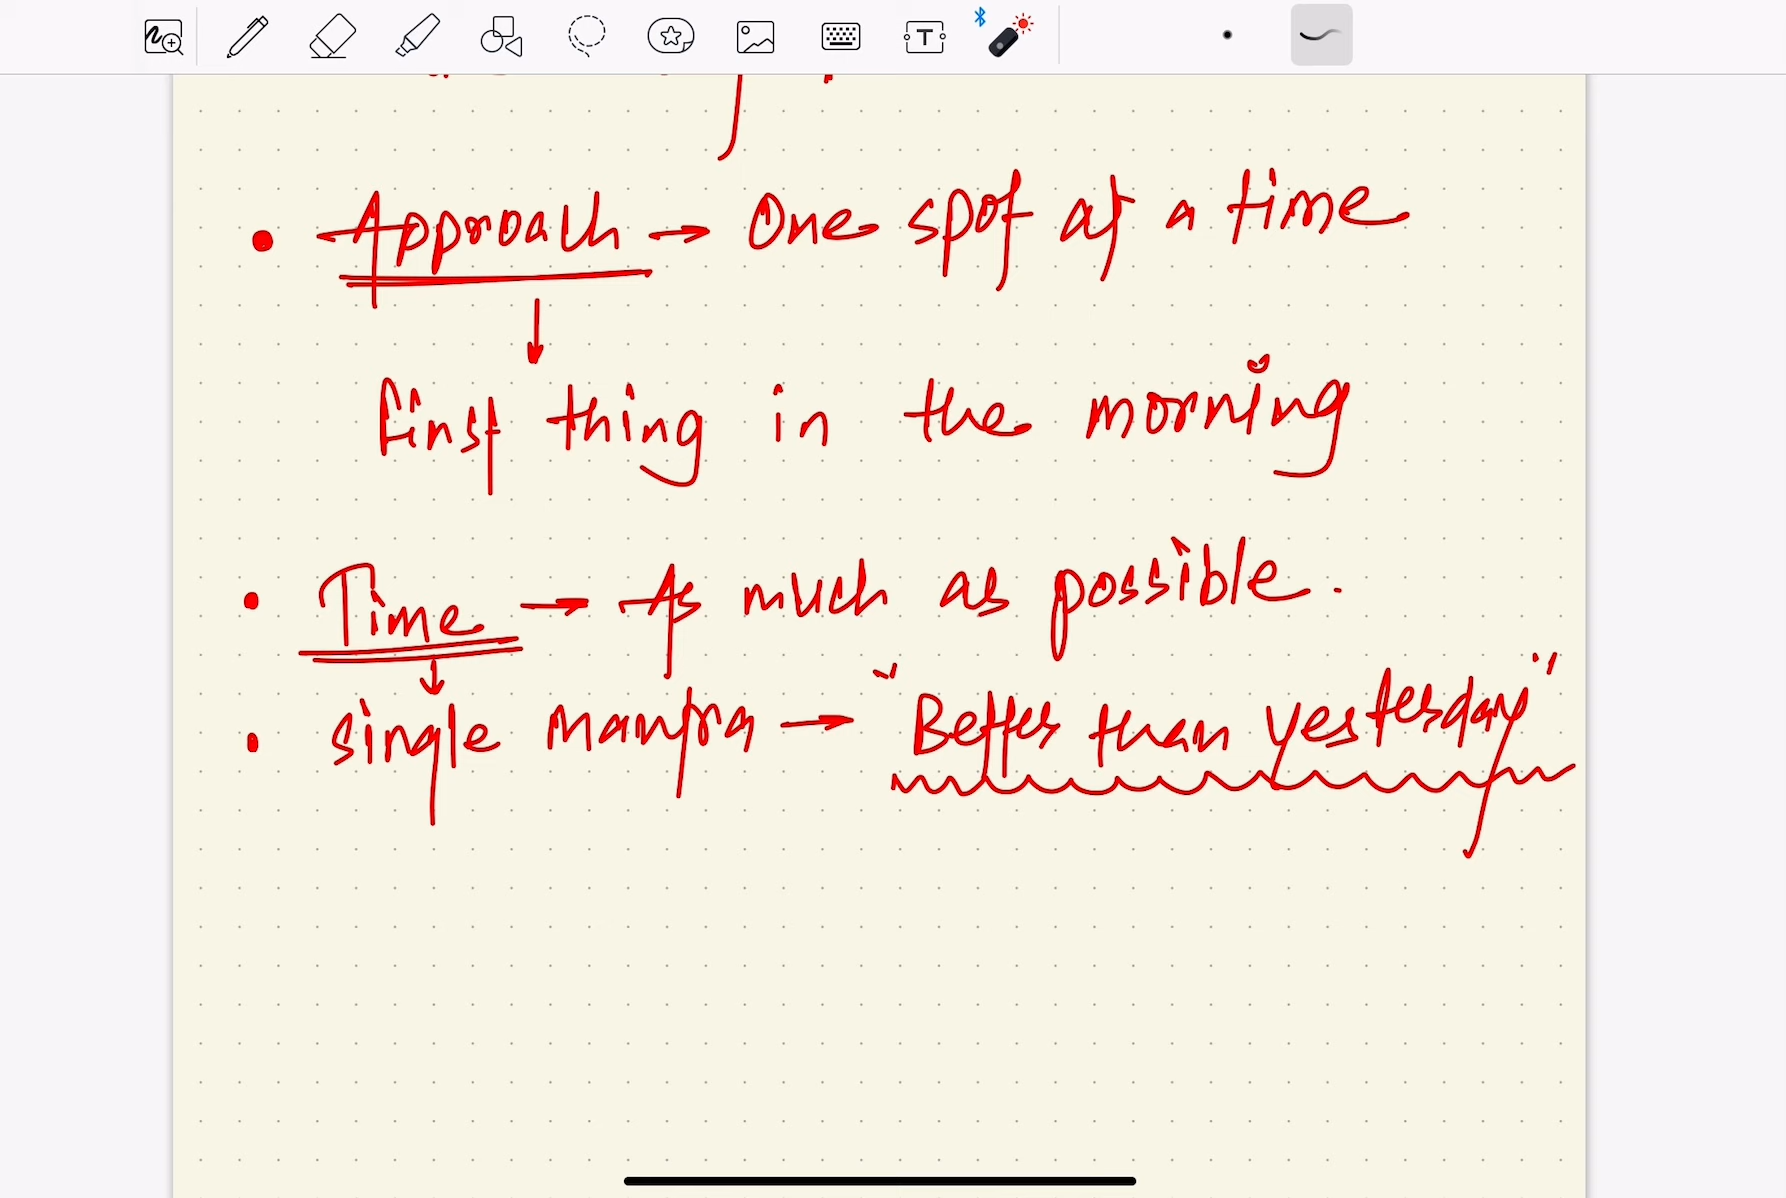 • Approach → One spot at a time
↓
First thing in the morning
• Time → As much as possible.
↓
• single mantra → "Better than yesterday"